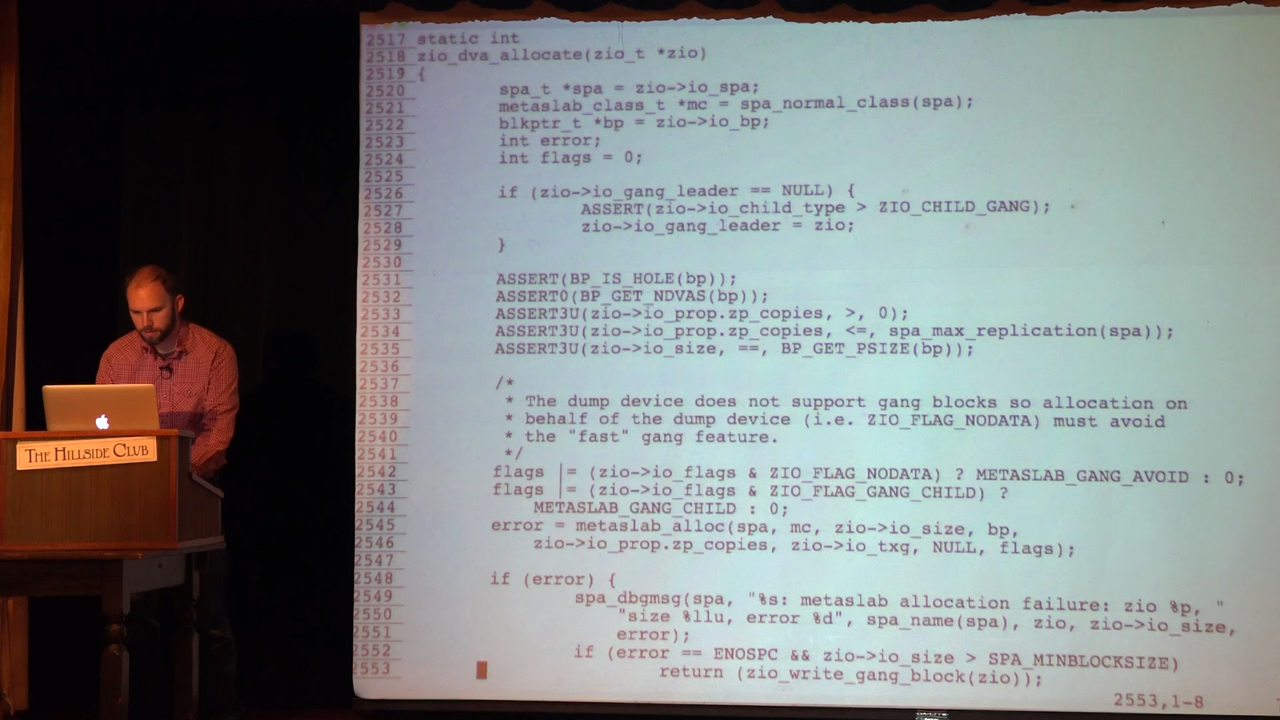 2517 static int
2518 zio_dva_allocate(zio_t *zio)
2519 {
2520 spa_t *spa = zio->io_spa;
2521 metaslab_class_t *mc = spa_normal_class(spa);
2522 blkptr_t *bp = zio->io_bp;
2523 int error;
2524 int flags = 0;
2525
2526 if (zio->io_gang_leader == NULL) {
2527 ASSERT(zio->io_child_type > ZIO_CHILD_GANG);
2528 zio->io_gang_leader = zio;
2529 }
2530
2531 ASSERT(BP_IS_HOLE(bp));
2532 ASSERT0(BP_GET_NDVAS(bp));
2533 ASSERT3U(zio->io_prop.zp_copies, >, 0);
2534 ASSERT3U(zio->io_prop.zp_copies, <=, spa_max_replication(spa));
2535 ASSERT3U(zio->io_size, ==, BP_GET_PSIZE(bp));
2536
2537 /*
2538 * The dump device does not support gang blocks so allocation on
2539 * behalf of the dump device (i.e. ZIO_FLAG_NODATA) must avoid
2540 * the "fast" gang feature.
2541 */
2542 flags |= (zio->io_flags & ZIO_FLAG_NODATA) ? METASLAB_GANG_AVOID : 0;
2543 flags |= (zio->io_flags & ZIO_FLAG_GANG_CHILD) ?
2544 METASLAB_GANG_CHILD : 0;
2545 error = metaslab_alloc(spa, mc, zio->io_size, bp,
2546 zio->io_prop.zp_copies, zio->io_txg, NULL, flags);
2547
2548 if (error) {
2549 spa_dbgmsg(spa, "%s: metaslab allocation failure: zio %p, "
2550 "size %llu, error %d", spa_name(spa), zio, zio->io_size,
2551 error);
2552 if (error == ENOSPC && zio->io_size > SPA_MINBLOCKSIZE)
2553 return (zio_write_gang_block(zio));
2553,1-8
THE HILLSIDE CLUB